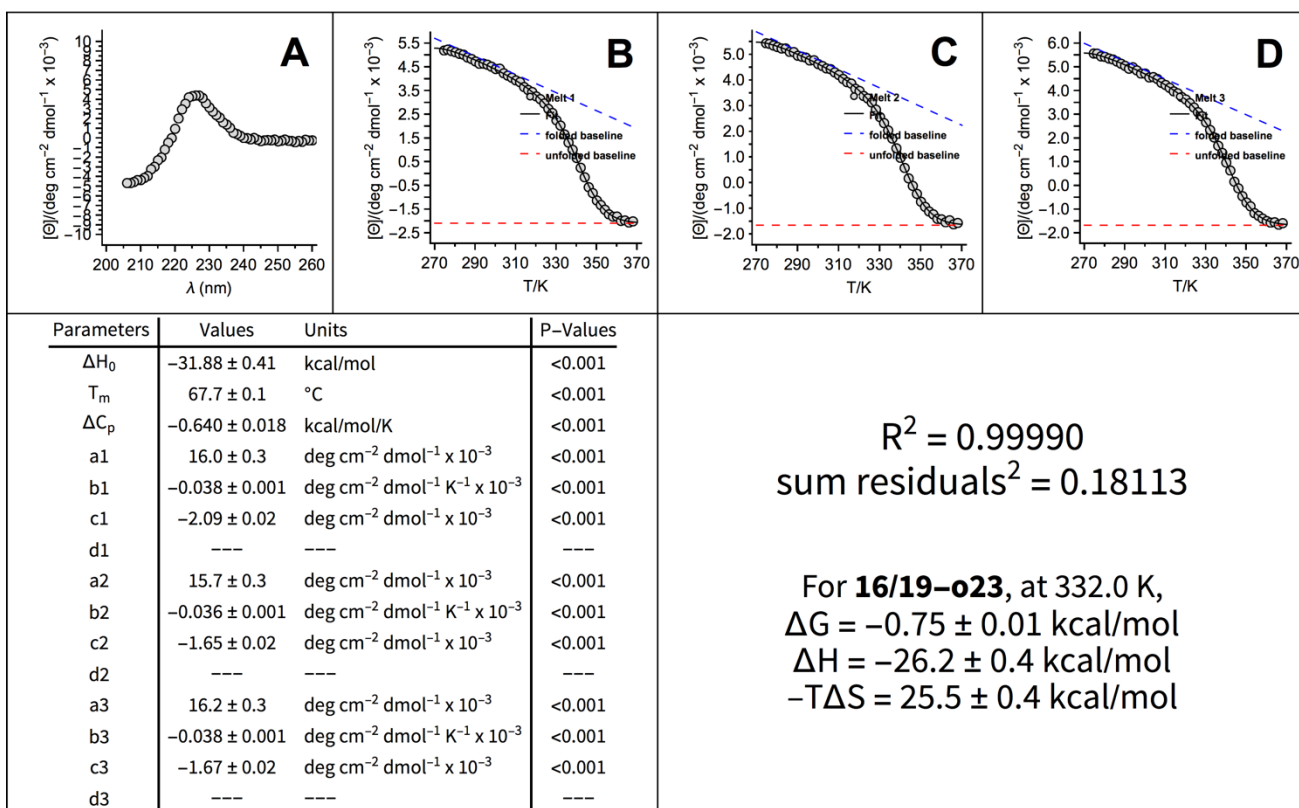 A
10
9
8
7
6
5
4
3
2
1
0
−1
−2
−3
−4
−5
−6
−7
−8
−9
−10
[Θ]/(deg cm⁻² dmol⁻¹ x 10⁻³)
200 210 220 230 240 250 260
λ (nm)
B
5.5
4.5
3.5
2.5
1.5
0.5
−0.5
−1.5
−2.5
[Θ]/(deg cm⁻² dmol⁻¹ x 10⁻³)
Melt 1
folded baseline
unfolded baseline
270 290 310 330 350 370
T/K
C
5.0
4.0
3.0
2.0
1.0
0.0
−1.0
−2.0
[Θ]/(deg cm⁻² dmol⁻¹ x 10⁻³)
Melt 2
folded baseline
unfolded baseline
270 290 310 330 350 370
T/K
D
6.0
5.0
4.0
3.0
2.0
1.0
0.0
−1.0
−2.0
[Θ]/(deg cm⁻² dmol⁻¹ x 10⁻³)
Melt 3
folded baseline
unfolded baseline
270 290 310 330 350 370
T/K
Parameters Values Units P−Values
ΔH₀ −31.88 ± 0.41 kcal/mol <0.001
Tₘ 67.7 ± 0.1 °C <0.001
ΔCₚ −0.640 ± 0.018 kcal/mol/K <0.001
a1 16.0 ± 0.3 deg cm⁻² dmol⁻¹ x 10⁻³ <0.001
b1 −0.038 ± 0.001 deg cm⁻² dmol⁻¹ K⁻¹ x 10⁻³ <0.001
c1 −2.09 ± 0.02 deg cm⁻² dmol⁻¹ x 10⁻³ <0.001
d1 −−− −−− −−−
a2 15.7 ± 0.3 deg cm⁻² dmol⁻¹ x 10⁻³ <0.001
b2 −0.036 ± 0.001 deg cm⁻² dmol⁻¹ K⁻¹ x 10⁻³ <0.001
c2 −1.65 ± 0.02 deg cm⁻² dmol⁻¹ x 10⁻³ <0.001
d2 −−− −−− −−−
a3 16.2 ± 0.3 deg cm⁻² dmol⁻¹ x 10⁻³ <0.001
b3 −0.038 ± 0.001 deg cm⁻² dmol⁻¹ K⁻¹ x 10⁻³ <0.001
c3 −1.67 ± 0.02 deg cm⁻² dmol⁻¹ x 10⁻³ <0.001
d3 −−− −−− −−−
R² = 0.99990
sum residuals² = 0.18113
For 16/19−o23, at 332.0 K,
ΔG = −0.75 ± 0.01 kcal/mol
ΔH = −26.2 ± 0.4 kcal/mol
−TΔS = 25.5 ± 0.4 kcal/mol